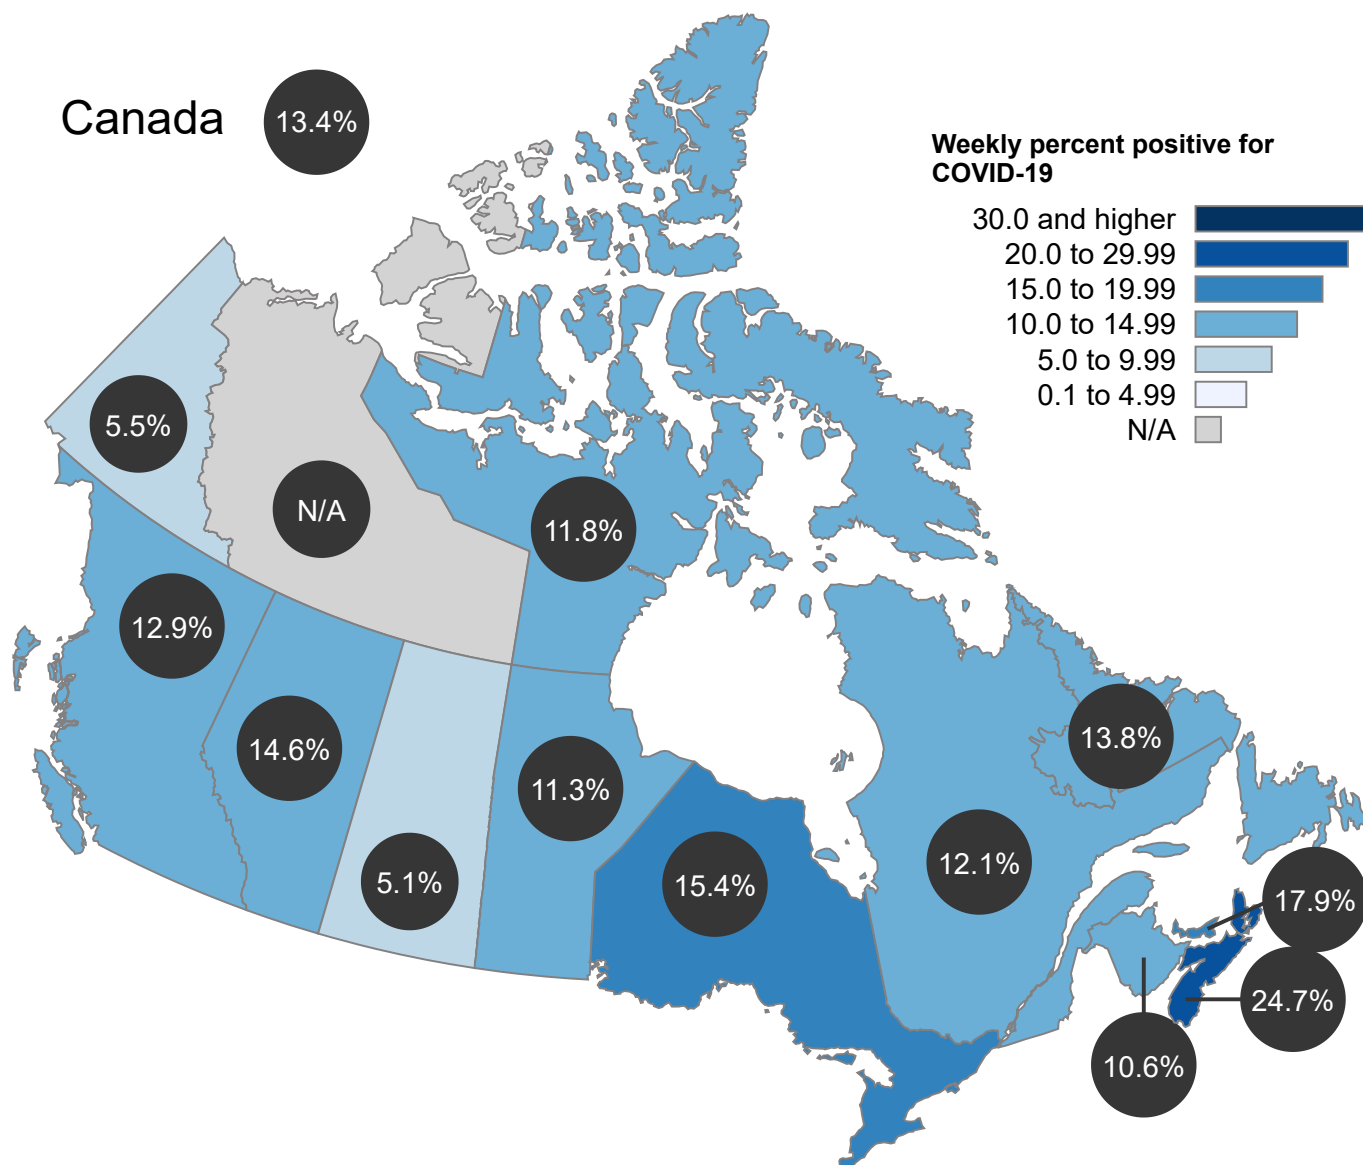 Canada
13.4%
Weekly percent positive for
COVID-19
30.0 and higher
20.0 to 29.99
15.0 to 19.99
10.0 to 14.99
5.0 to 9.99
0.1 to 4.99
N/A
5.5%
N/A
11.8%
12.9%
14.6%
13.8%
11.3%
5.1%
15.4%
12.1%
17.9%
24.7%
10.6%